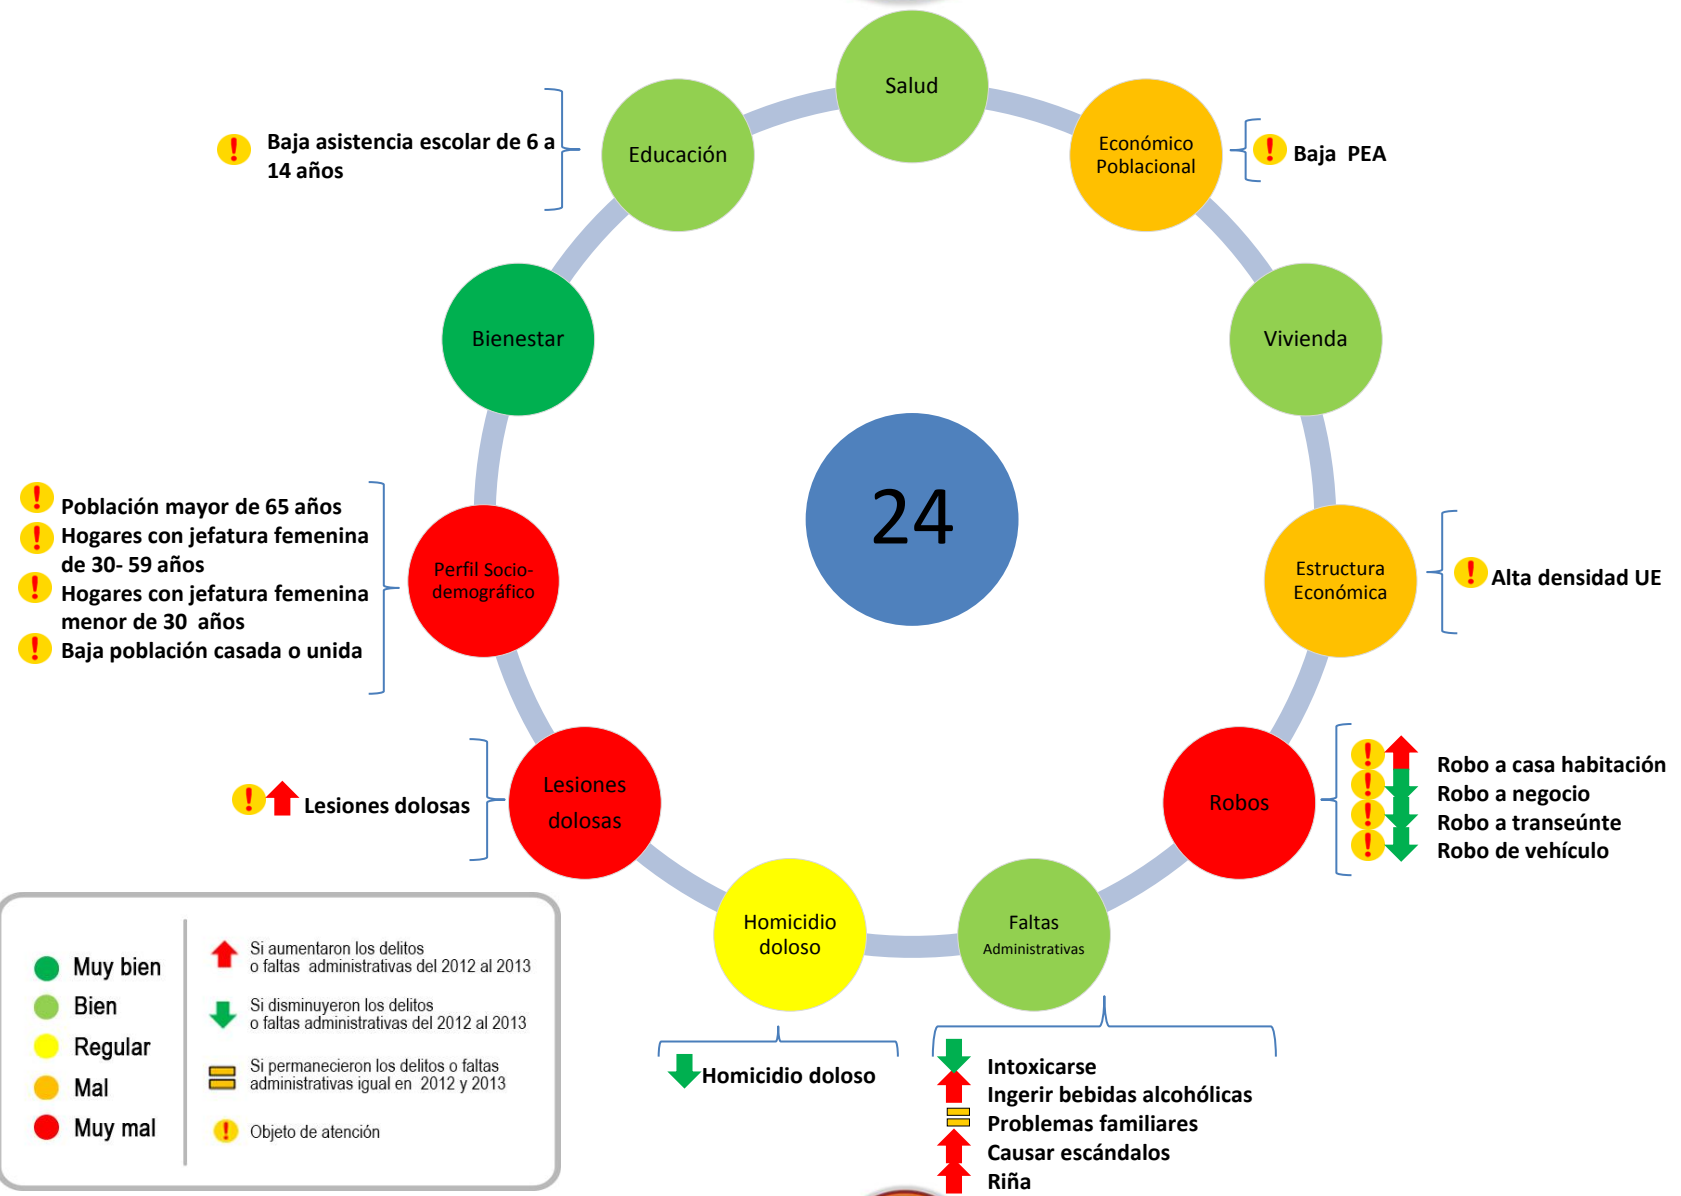 Salud
Económico
Poblacional
Baja PEA
Educación
Baja asistencia escolar de 6 a
14 años
Bienestar
Vivienda
24
Población mayor de 65 años
Hogares con jefatura femenina
de 30- 59 años
Hogares con jefatura femenina
menor de 30 años
Baja población casada o unida
Perfil Socio-
demográfico
Estructura
Económica
Alta densidad UE
Lesiones dolosas
Lesiones
dolosas
Robos
Robo a casa habitación
Robo a negocio
Robo a transeúnte
Robo de vehículo
Homicidio
doloso
Faltas
Administrativas
Homicidio doloso
Intoxicarse
Ingerir bebidas alcohólicas
Problemas familiares
Causar escándalos
Riña
Muy bien
Bien
Regular
Mal
Muy mal
Si aumentaron los delitos
o faltas administrativas del 2012 al 2013
Si disminuyeron los delitos
o faltas administrativas del 2012 al 2013
Si permanecieron los delitos o faltas
administrativas igual en 2012 y 2013
Objeto de atención